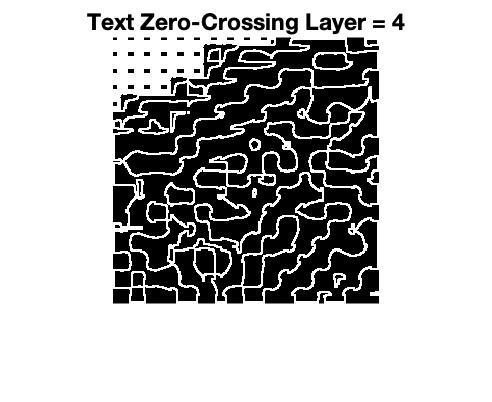 Text Zero-Crossing Layer = 4